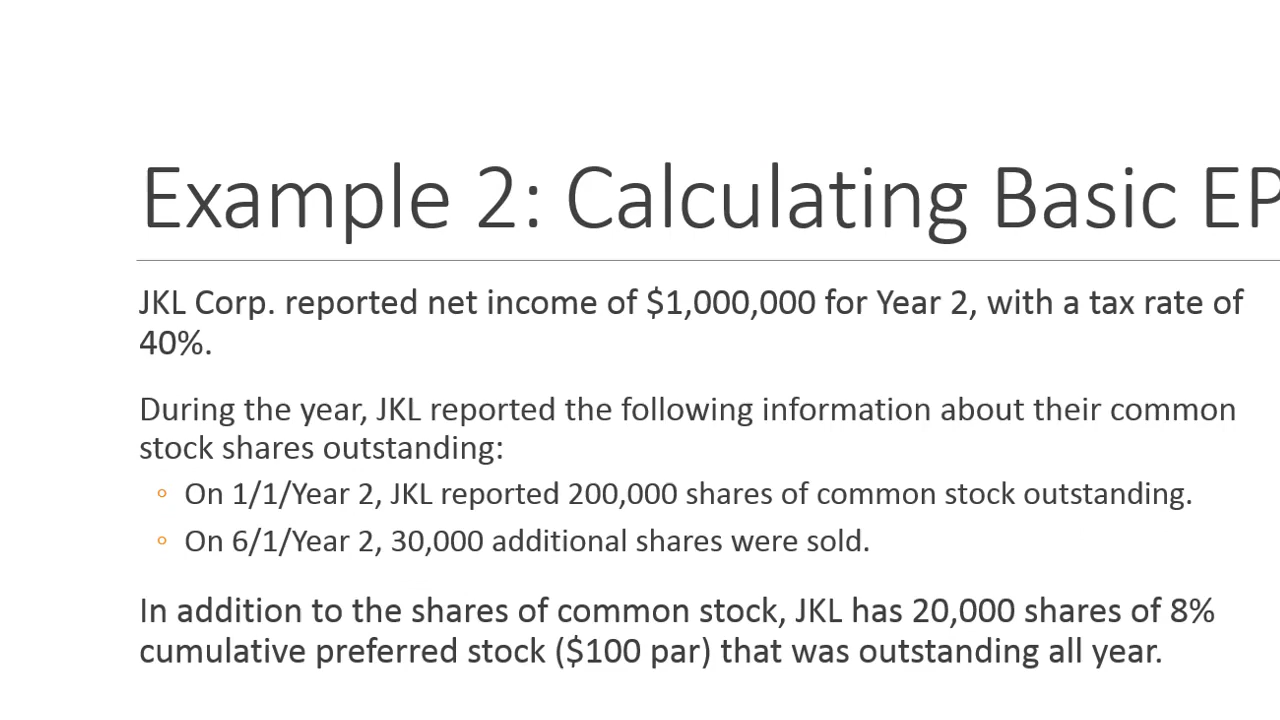 Example 2: Calculating Basic EP
JKL Corp. reported net income of $1,000,000 for Year 2, with a tax rate of
40%.
During the year, JKL reported the following information about their common
stock shares outstanding:
◦ On 1/1/Year 2, JKL reported 200,000 shares of common stock outstanding.
◦ On 6/1/Year 2, 30,000 additional shares were sold.
In addition to the shares of common stock, JKL has 20,000 shares of 8%
cumulative preferred stock ($100 par) that was outstanding all year.